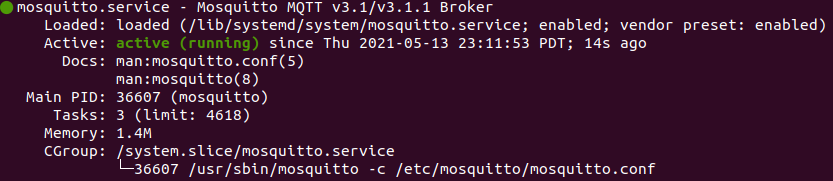 mosquitto.service - Mosquitto MQTT v3.1/v3.1.1 Broker
Loaded: loaded (/lib/systemd/system/mosquitto.service; enabled; vendor preset: enabled)
Active: active (running) since Thu 2021-05-13 23:11:53 PDT; 14s ago
Docs: man:mosquitto.conf(5)
man:mosquitto(8)
Main PID: 36607 (mosquitto)
Tasks: 3 (limit: 4618)
Memory: 1.4M
CGroup: /system.slice/mosquitto.service
└─36607 /usr/sbin/mosquitto -c /etc/mosquitto/mosquitto.conf